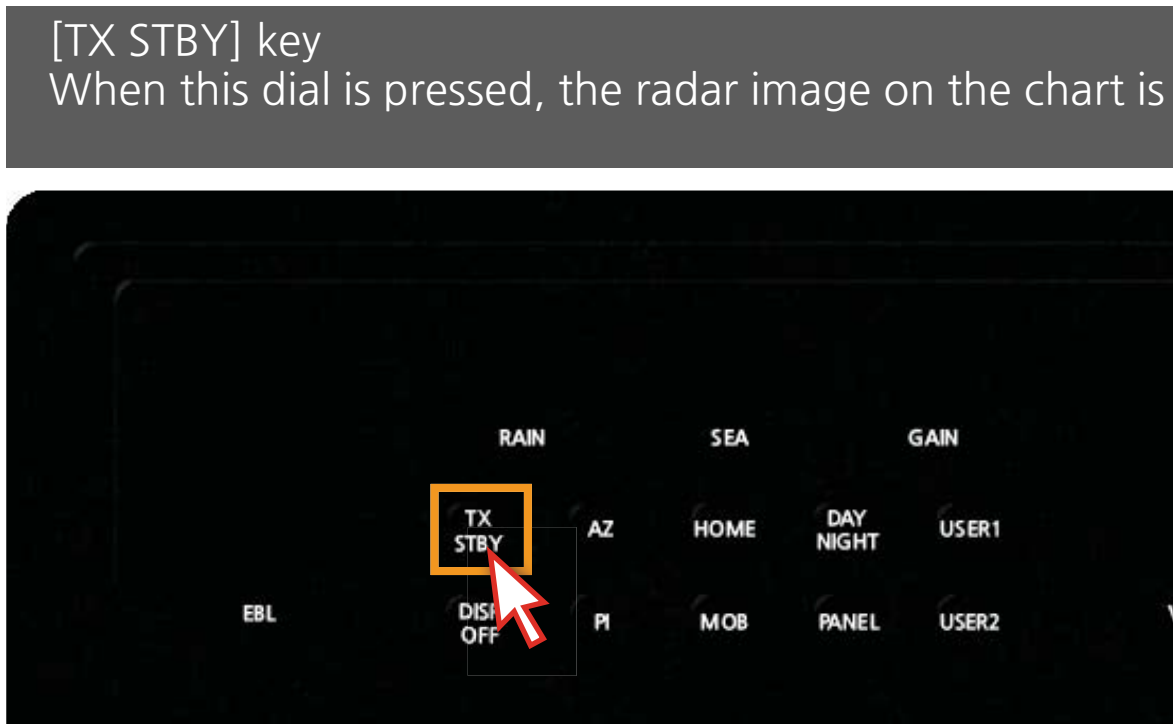 [TX STBY] key
When this dial is pressed, the radar image on the chart is
RAIN SEA GAIN
TX STBY AZ HOME DAY NIGHT USER1
EBL OFF PI MOB PANEL USER2